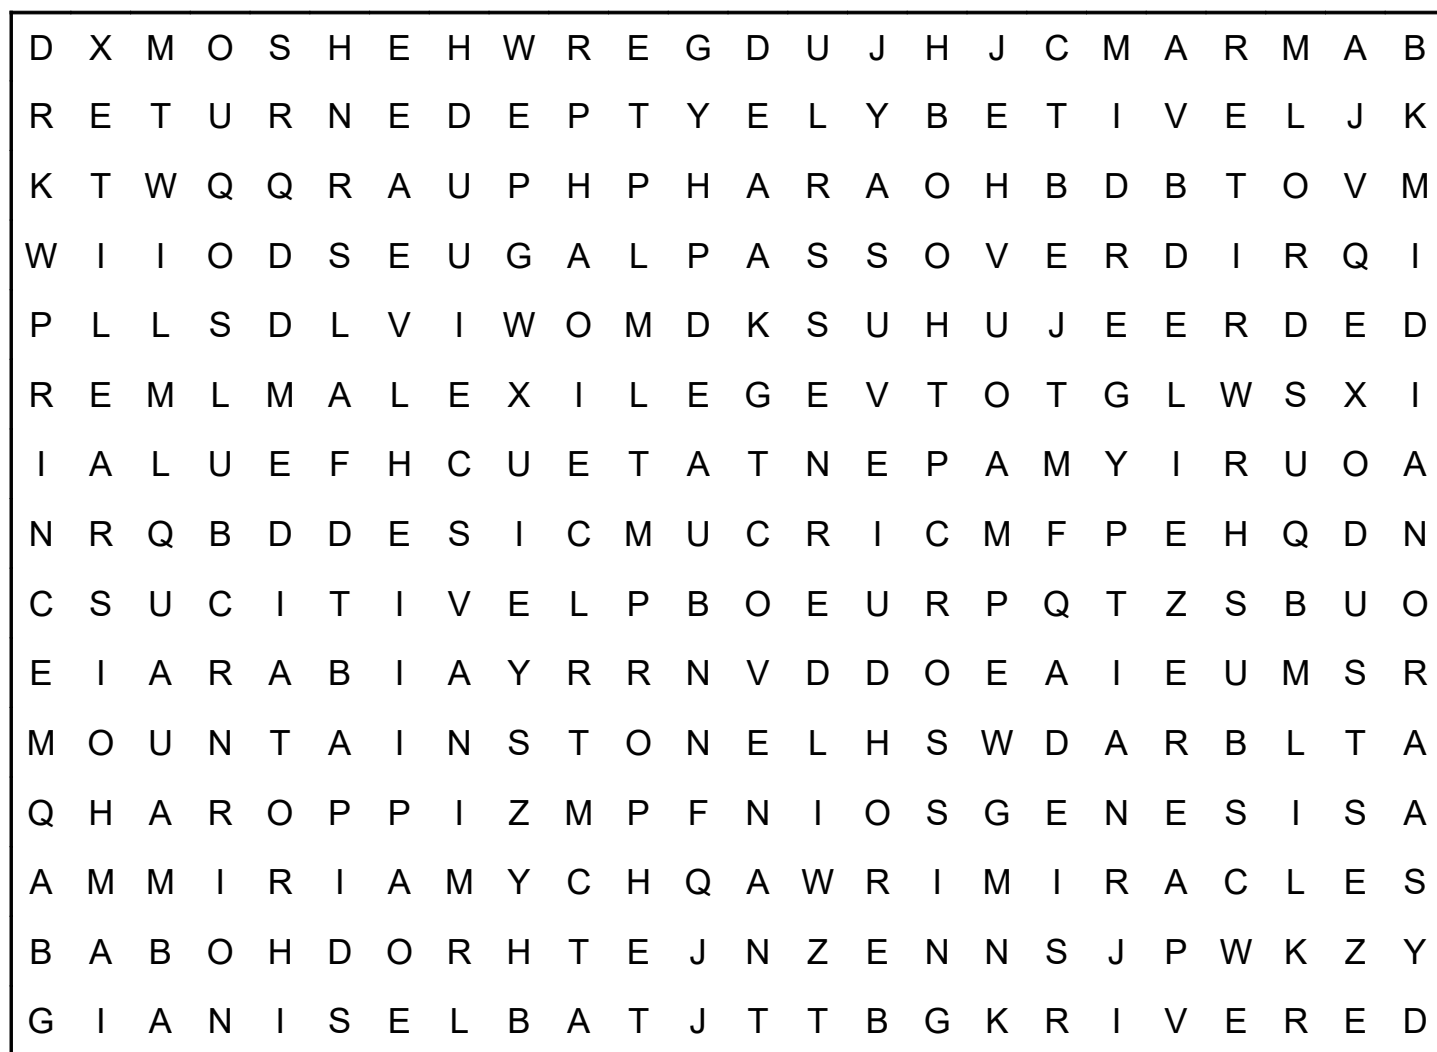 D X M O S H E H W R E G D U J H J C M A R M A B
R E T U R N E D E P T Y E L Y B E T I V E L J K
K T W Q Q R A U P H P H A R A O H B D B T O V M
W I I O D S E U G A L P A S S O V E R D I R Q I
P L L S D L V I W O M D K S U H U J E E R D E D
R E M L M A L E X I L E G E V T O T G L W S X I
I A L U E F H C U E T A T N E P A M Y I R U O A
N R Q B D D E S I C M U C R I C M F P E H Q D N
C S U C I T I V E L P B O E U R P Q T Z S B U O
E I A R A B I A Y R R N V D D O E A I E U M S R
M O U N T A I N S T O N E L H S W D A R B L T A
Q H A R O P P I Z M P F N I O S G E N E S I S A
A M M I R I A M Y C H Q A W R I M I R A C L E S
B A B O H D O R H T E J N Z E N N S J P W K Z Y
G I A N I S E L B A T J T T B G K R I V E R E D